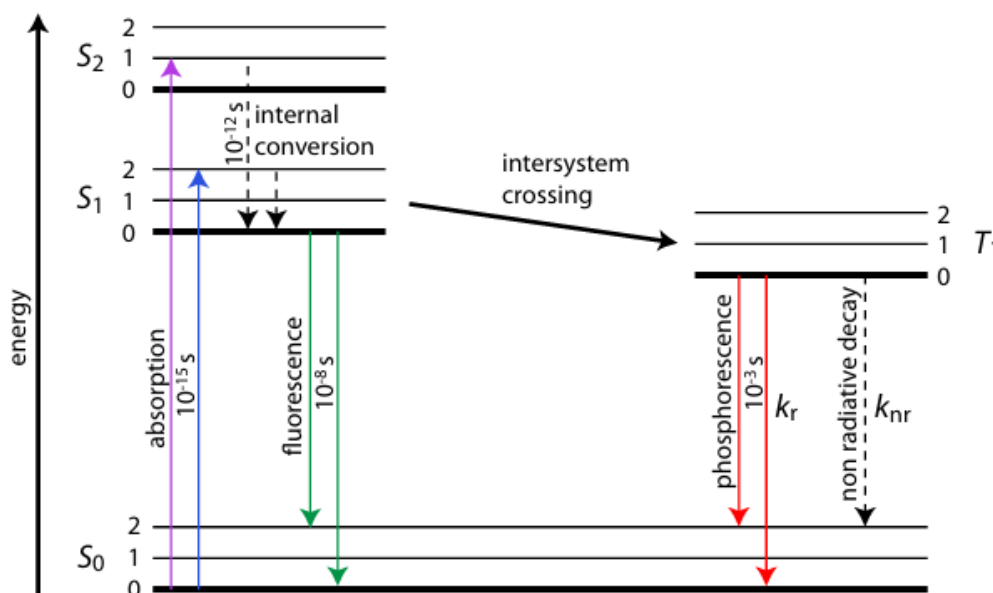 2
S2 1
0
10-12 s
internal
conversion
2
S1 1
0
intersystem
crossing
2
1 T
0
energy
absorption
10-15 s
fluorescence
10-8 s
phosphorescence
10-3 s
kr
non radiative decay
knr
2
S0 1
0